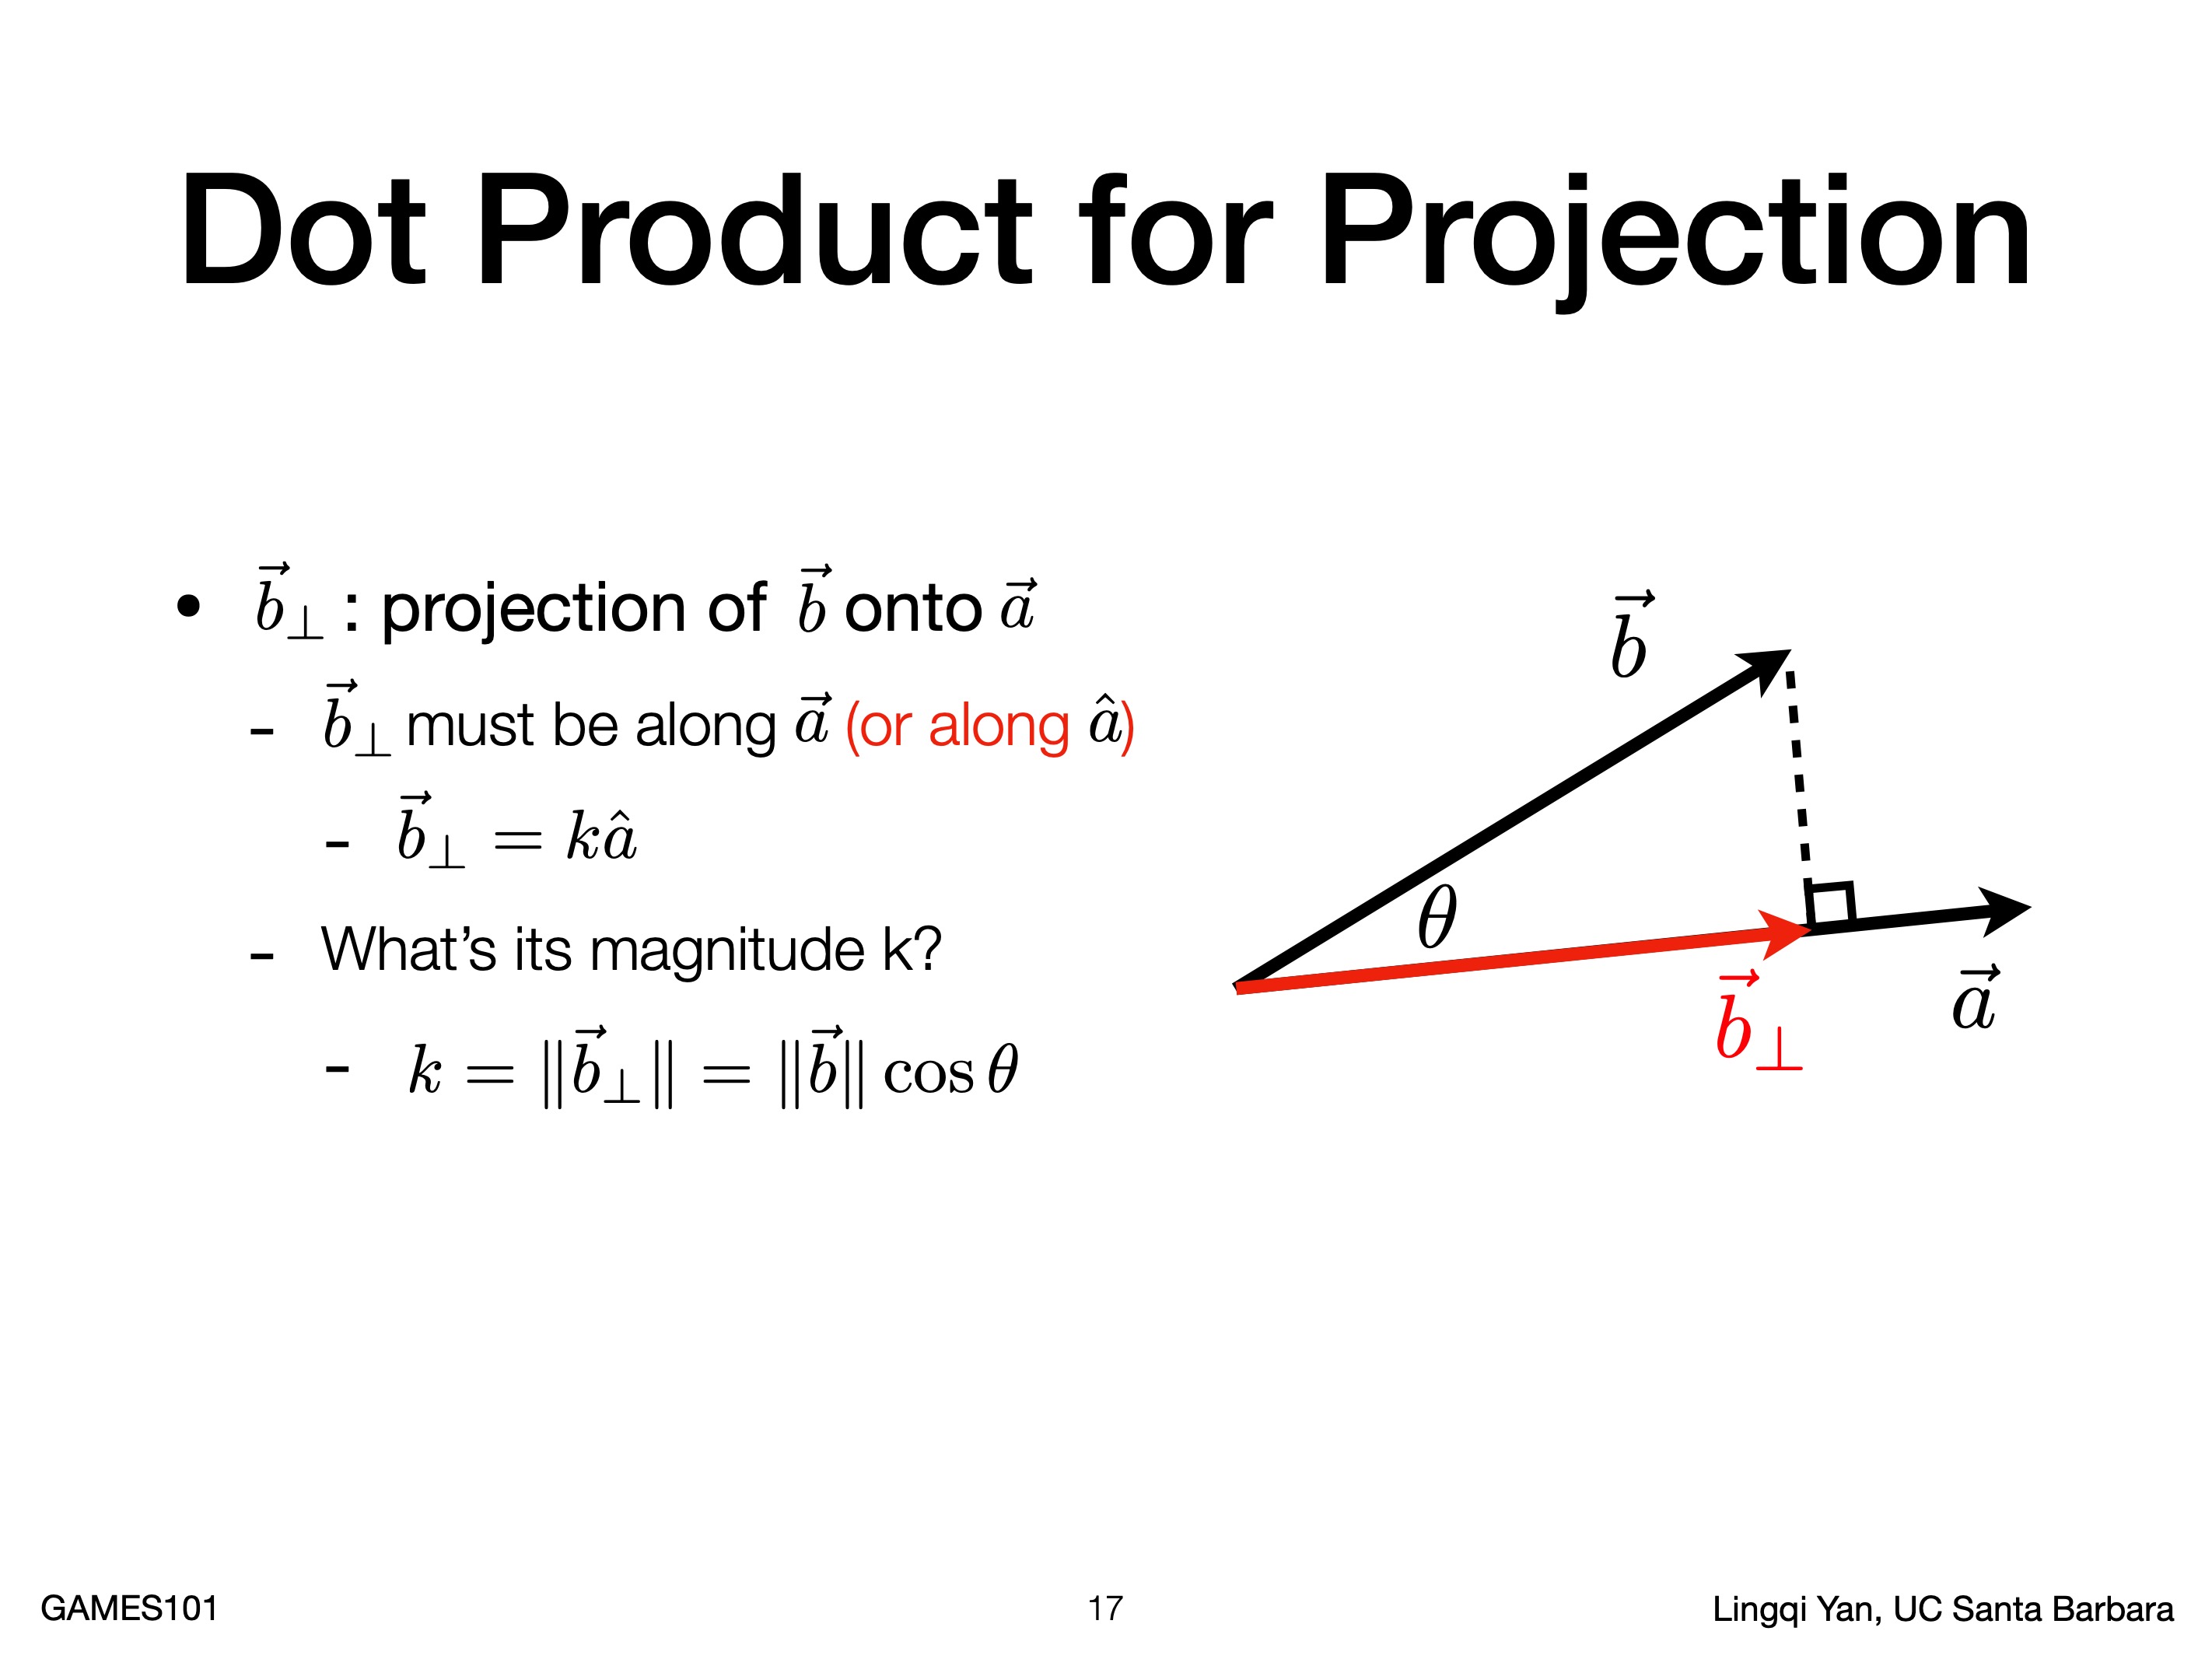 Dot Product for Projection
• $\vec{b}_\perp$ : projection of $\vec{b}$ onto $\vec{a}$
- $\vec{b}_\perp$ must be along $\vec{a}$ (or along $\hat{a}$)
- $\vec{b}_\perp = k\hat{a}$
- What’s its magnitude k?
- $k = \|\vec{b}_\perp\| = \|\vec{b}\| \cos\theta$
$\vec{b}$
$\theta$
$\vec{b}_\perp$
$\vec{a}$
GAMES101
17
Lingqi Yan, UC Santa Barbara